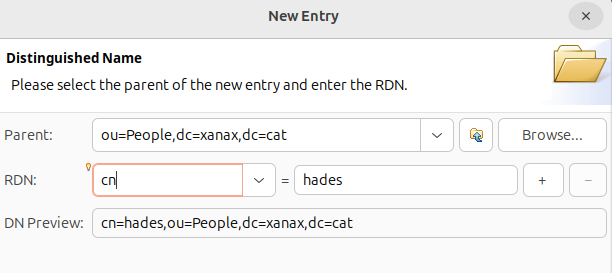 New Entry
Distinguished Name
Please select the parent of the new entry and enter the RDN.
Parent: ou=People,dc=xanax,dc=cat Browse...
RDN: cn = hades + −
DN Preview: cn=hades,ou=People,dc=xanax,dc=cat